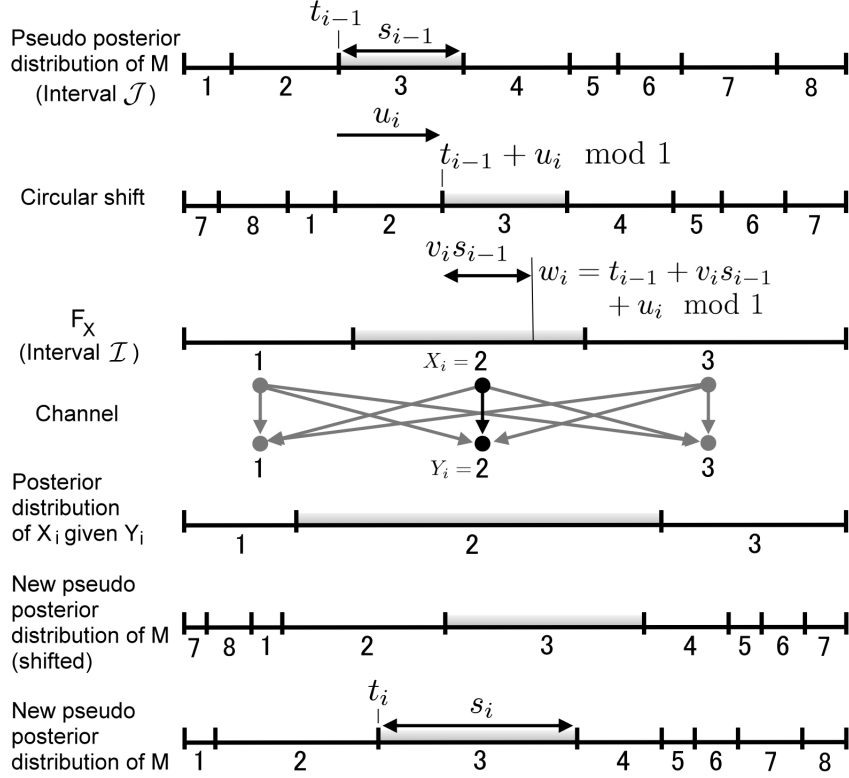 t_{i-1}
Pseudo posterior
distribution of M
(Interval 𝒥)
s_{i-1}
1 2 3 4 5 6 7 8
u_i
t_{i-1} + u_i mod 1
Circular shift
7 8 1 2 3 4 5 6 7
v_i s_{i-1}
w_i = t_{i-1} + v_i s_{i-1}
+ u_i mod 1
F_X
(Interval ℐ)
1 X_i = 2 3
Channel
1 Y_i = 2 3
Posterior
distribution
of X_i given Y_i
1 2 3
New pseudo
posterior
distribution of M
(shifted)
7 8 1 2 3 4 5 6 7
t_i
s_i
New pseudo
posterior
distribution of M
1 2 3 4 5 6 7 8